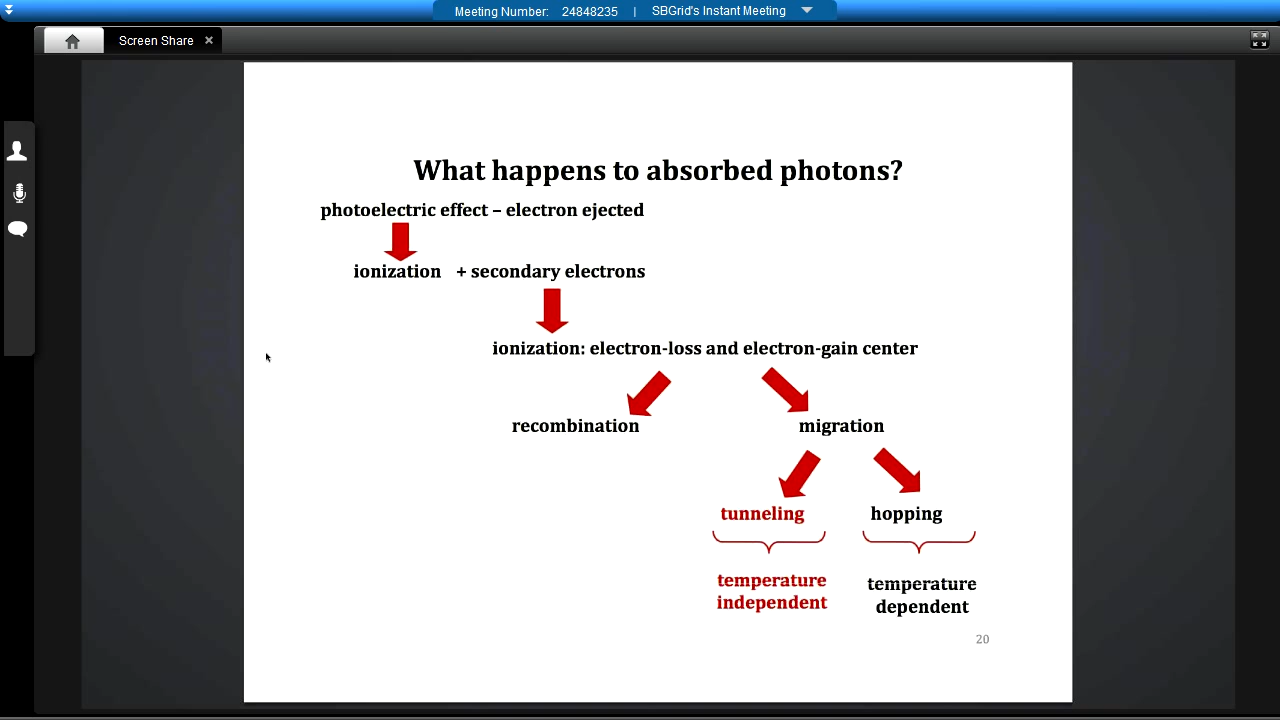 Meeting Number: 24848235 | SBGrid's Instant Meeting
Screen Share
What happens to absorbed photons?
photoelectric effect – electron ejected
ionization + secondary electrons
ionization: electron-loss and electron-gain center
recombination migration
tunneling hopping
temperature
independent
temperature
dependent
20